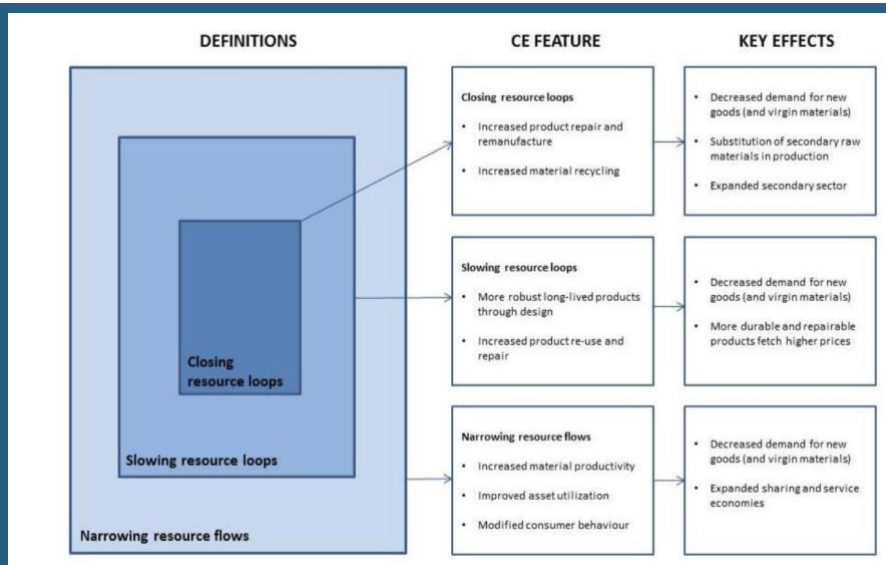 DEFINITIONS
CE FEATURE
KEY EFFECTS
Closing
resource loops
Slowing resource loops
Narrowing resource flows
Closing resource loops
• Increased product repair and
remanufacture
• Increased material recycling
• Decreased demand for new
goods (and virgin materials)
• Substitution of secondary raw
materials in production
• Expanded secondary sector
Slowing resource loops
• More robust long-lived products
through design
• Increased product re-use and
repair
• Decreased demand for new
goods (and virgin materials)
• More durable and repairable
products fetch higher prices
Narrowing resource flows
• Increased material productivity
• Improved asset utilization
• Modified consumer behaviour
• Decreased demand for new
goods (and virgin materials)
• Expanded sharing and service
economies